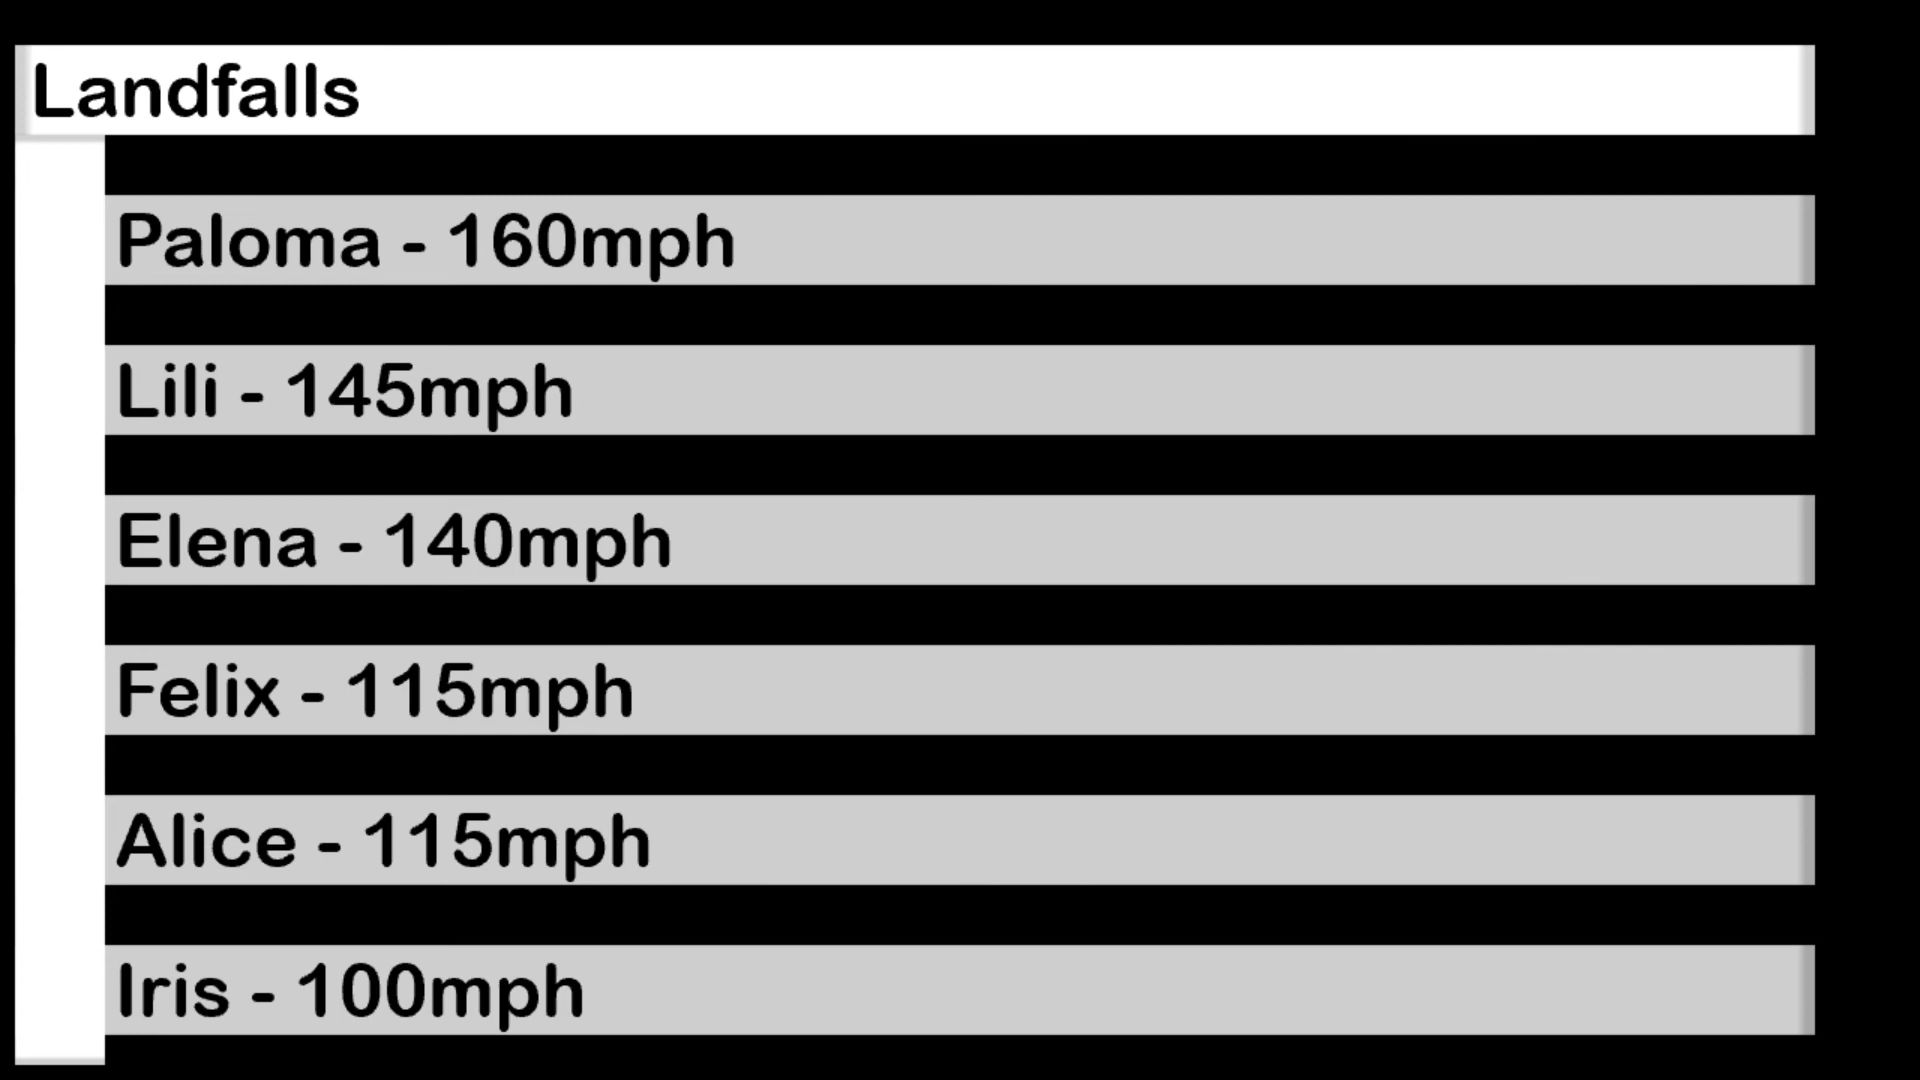 Landfalls
Paloma - 160mph
Lili - 145mph
Elena - 140mph
Felix - 115mph
Alice - 115mph
Iris - 100mph